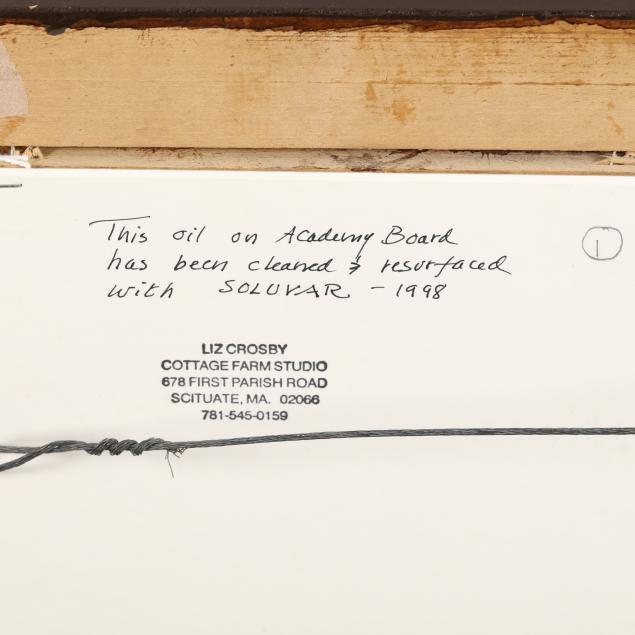 This oil on Academy Board
has been cleaned & resurfaced
with SOLUVAR - 1998
1
LIZ CROSBY
COTTAGE FARM STUDIO
678 FIRST PARISH ROAD
SCITUATE, MA. 02066
781-545-0159